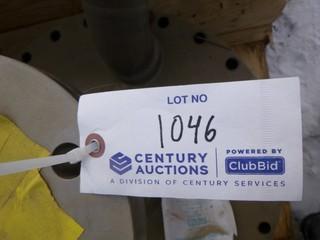 LOT NO
1046
CENTURY AUCTIONS
POWERED BY
ClubBid
A DIVISION OF CENTURY SERVICES